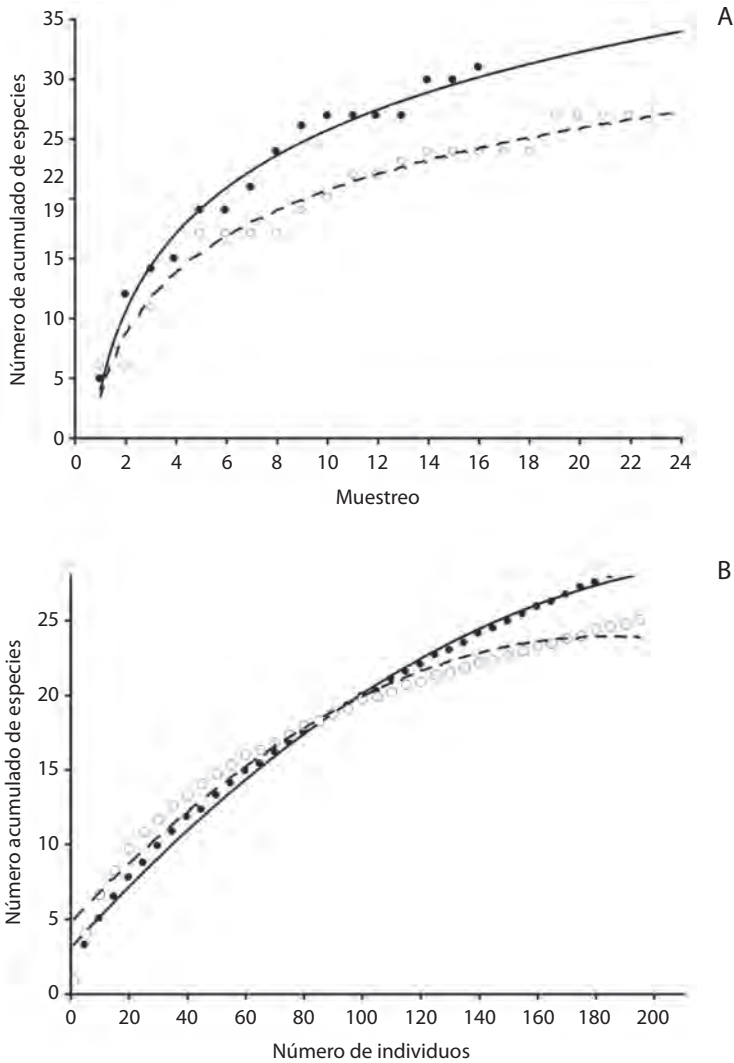 A
35
30
25
22
19
15
10
5
0
0 2 4 6 8 10 12 14 16 18 20 22 24
Número de acumulado de especies
Muestreo
B
25
20
15
10
5
0
0 20 40 60 80 100 120 140 160 180 200
Número acumulado de especies
Número de individuos